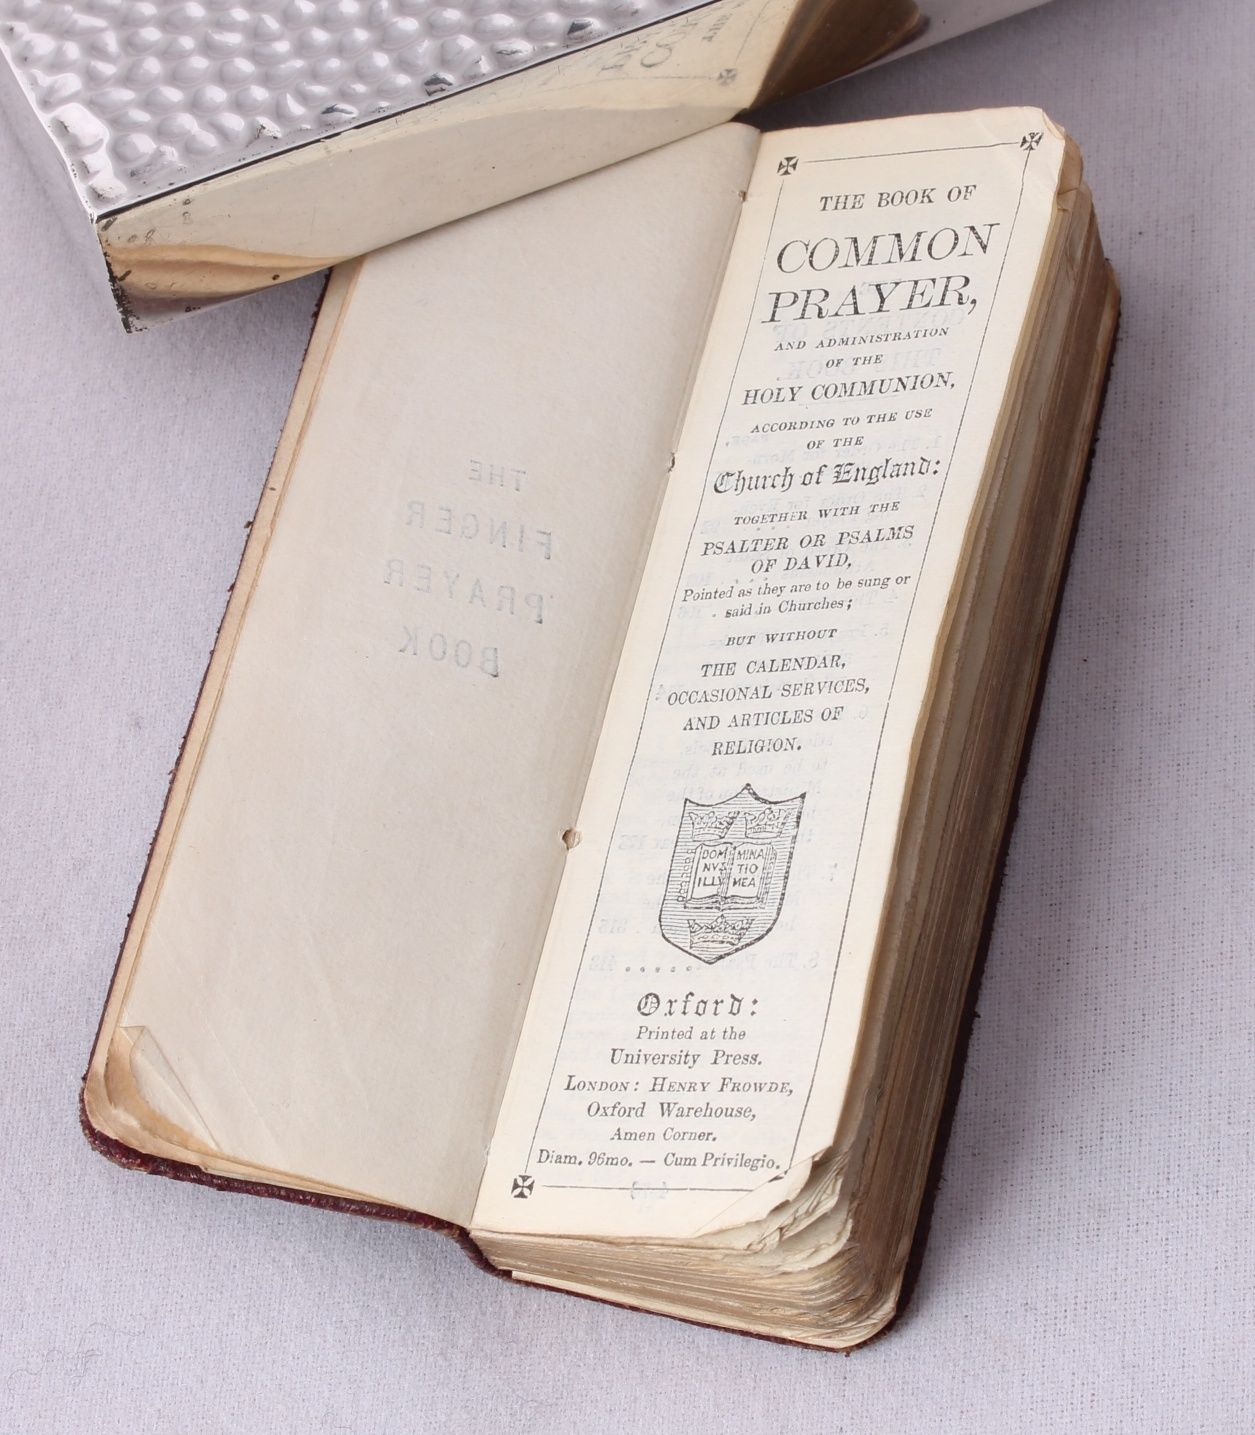 THE
FINGER
PRAYER
BOOK
THE BOOK OF
COMMON
PRAYER,
AND ADMINISTRATION
OF THE
HOLY COMMUNION,
ACCORDING TO THE USE
OF THE
Church of England:
TOGETHER WITH THE
PSALTER OR PSALMS
OF DAVID,
Pointed as they are to be sung or
said in Churches;
BUT WITHOUT
THE CALENDAR,
OCCASIONAL SERVICES,
AND ARTICLES OF
RELIGION.
DOMI MINA
NVS TIO
ILLV MEA
Oxford:
Printed at the
University Press.
LONDON: HENRY FROWDE,
Oxford Warehouse,
Amen Corner.
Diam. 96mo. — Cum Privilegio.